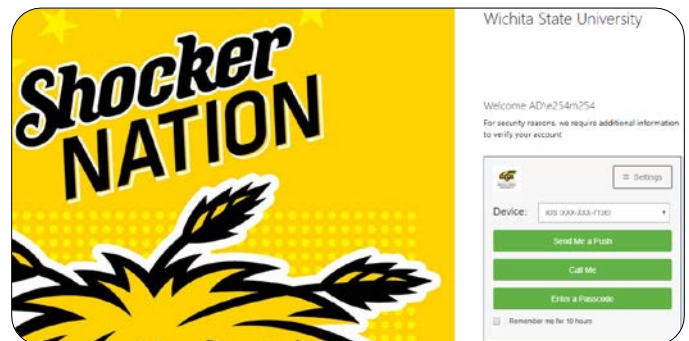 Shocker
NATION
Wichita State University
Welcome AD\e254m254
For security reasons, we require additional information
to verify your account
≡ Settings
Device:
Send Me a Push
Call Me
Enter a Passcode
Remember me for 10 hours